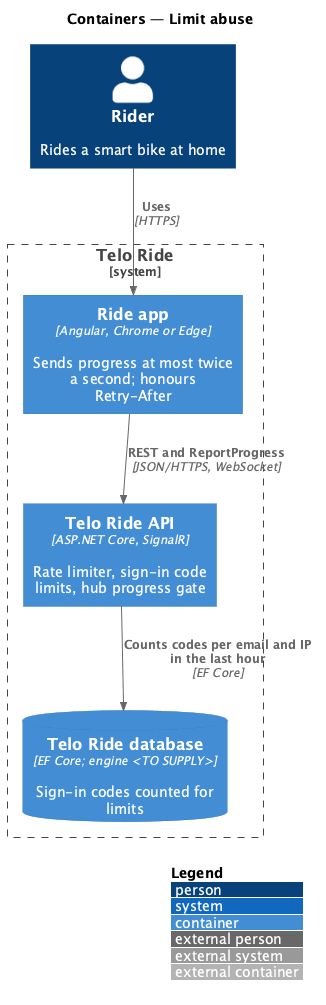 Containers — Limit abuse
Rider
Rides a smart bike at home
Uses
[HTTPS]
Telo Ride
[system]
Ride app
[Angular, Chrome or Edge]
Sends progress at most twice
a second; honours
Retry-After
REST and ReportProgress
[JSON/HTTPS, WebSocket]
Telo Ride API
[ASP.NET Core, SignalR]
Rate limiter, sign-in code
limits, hub progress gate
Counts codes per email and IP
in the last hour
[EF Core]
Telo Ride database
[EF Core; engine <TO SUPPLY>]
Sign-in codes counted for
limits
Legend
person
system
container
external person
external system
external container